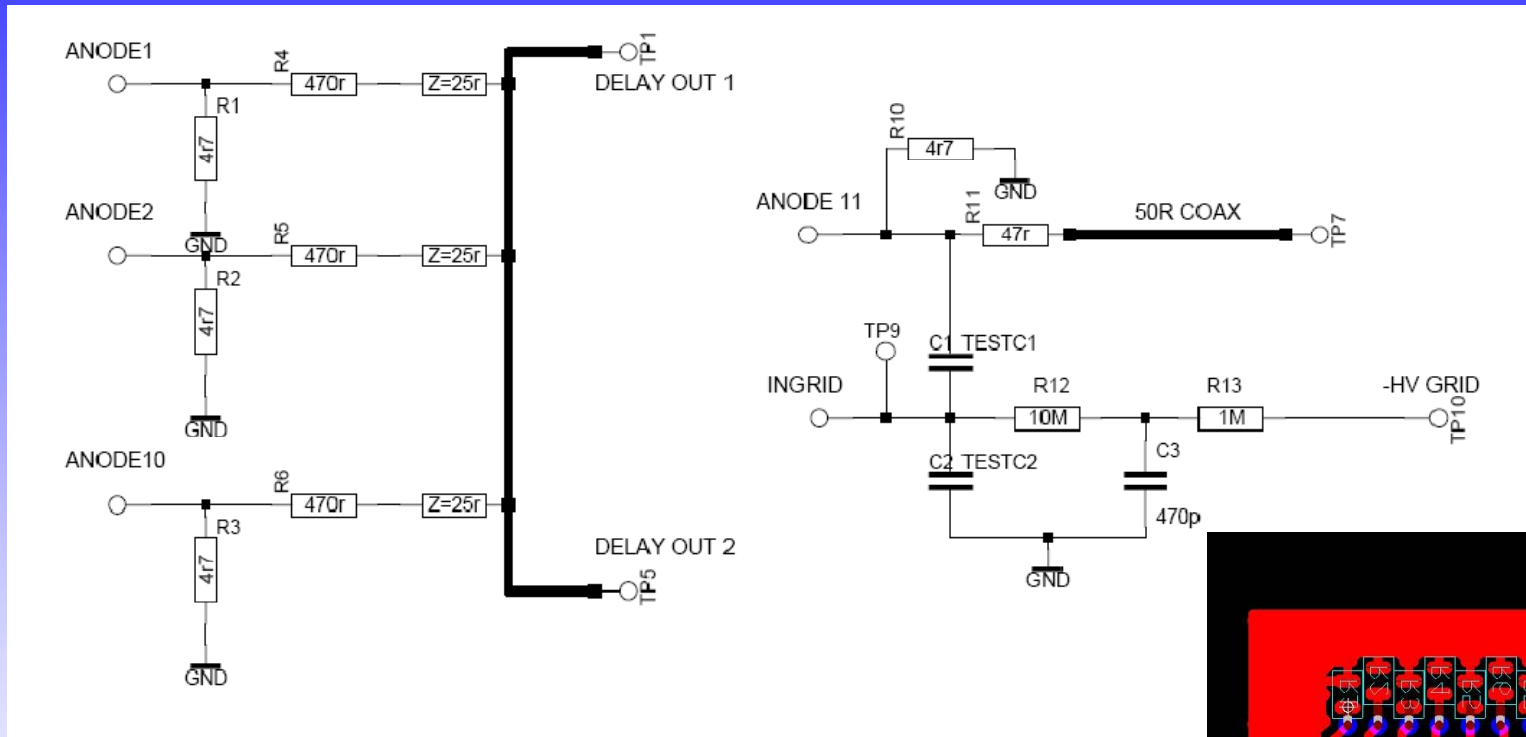 ANODE1
R4
470r
Z=25r
TP1
DELAY OUT 1
R1
4r7
GND
ANODE2
R5
470r
Z=25r
R2
4r7
GND
ANODE10
R6
470r
Z=25r
R3
4r7
GND
DELAY OUT 2
TP5
R10
4r7
GND
ANODE 11
R11
47r
50R COAX
TP7
TP9
C1 TESTC1
INGRID
R12
10M
R13
1M
-HV GRID
TP10
C2 TESTC2
C3
470p
GND